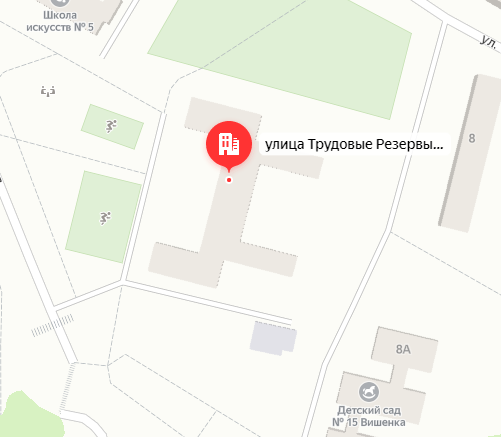 Школа
искусств № 5
ул.
улица Трудовые Резервы...
8
8А
Детский сад
№ 15 Вишенка